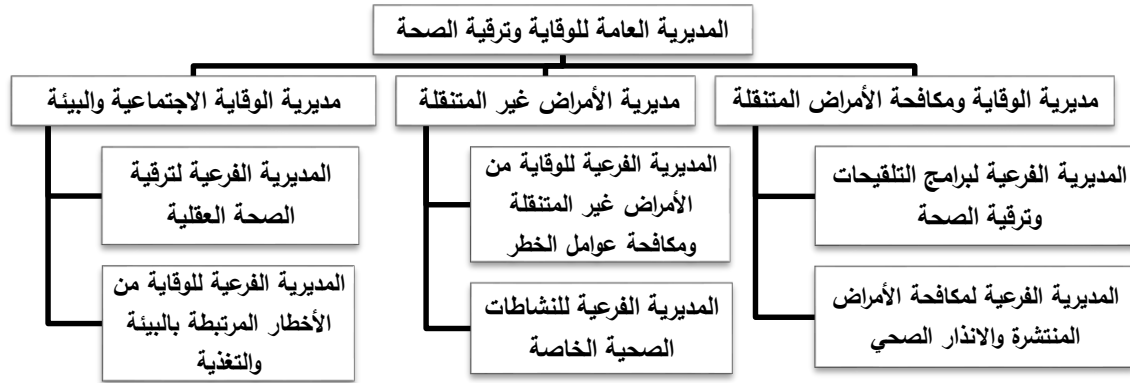 المديرية العامة للوقاية وترقية الصحة
مديرية الوقاية ومكافحة الأمراض المتنقلة
مديرية الأمراض غير المتنقلة
مديرية الوقاية الاجتماعية والبيئة
المديرية الفرعية لبرامج التلقيحات
وترقية الصحة
المديرية الفرعية لمكافحة الأمراض
المنتشرة والانذار الصحي
المديرية الفرعية للوقاية من
الأمراض غير المتنقلة
ومكافحة عوامل الخطر
المديرية الفرعية للنشاطات
الصحية الخاصة
المديرية الفرعية لترقية
الصحة العقلية
المديرية الفرعية للوقاية من
الأخطار المرتبطة بالبيئة
والتغذية